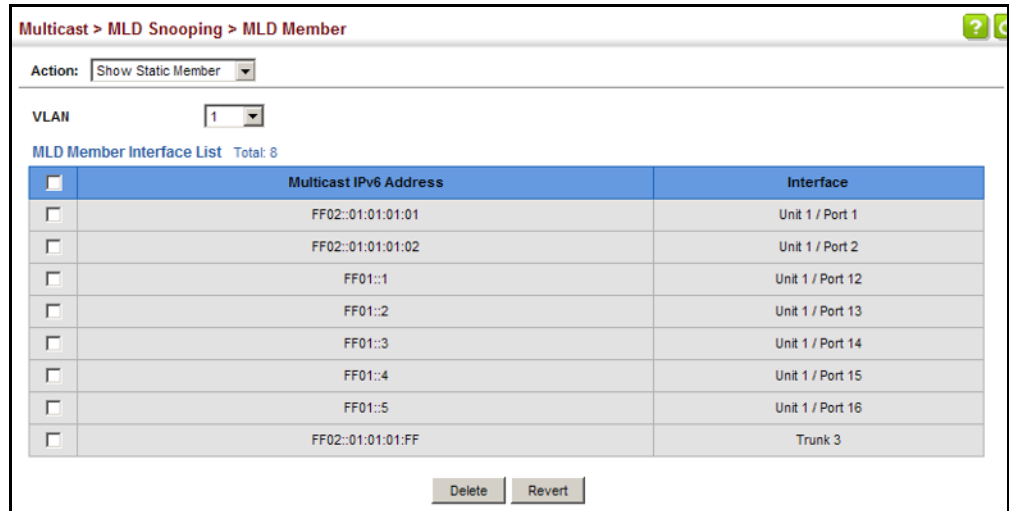 Multicast > MLD Snooping > MLD Member
?
Action: Show Static Member
VLAN 1
MLD Member Interface List Total: 8
Multicast IPv6 Address Interface
FF02::01:01:01:01 Unit 1 / Port 1
FF02::01:01:01:02 Unit 1 / Port 2
FF01::1 Unit 1 / Port 12
FF01::2 Unit 1 / Port 13
FF01::3 Unit 1 / Port 14
FF01::4 Unit 1 / Port 15
FF01::5 Unit 1 / Port 16
FF02::01:01:01:FF Trunk 3
Delete Revert